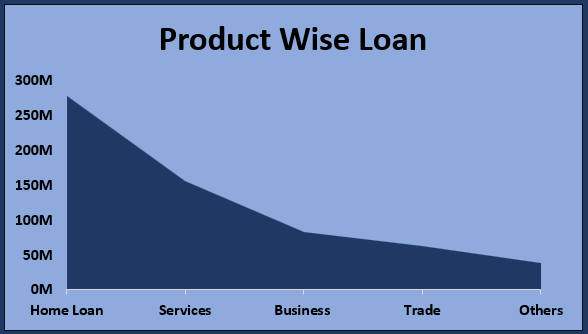 Product Wise Loan
300M
250M
200M
150M
100M
50M
0M
Home Loan Services Business Trade Others